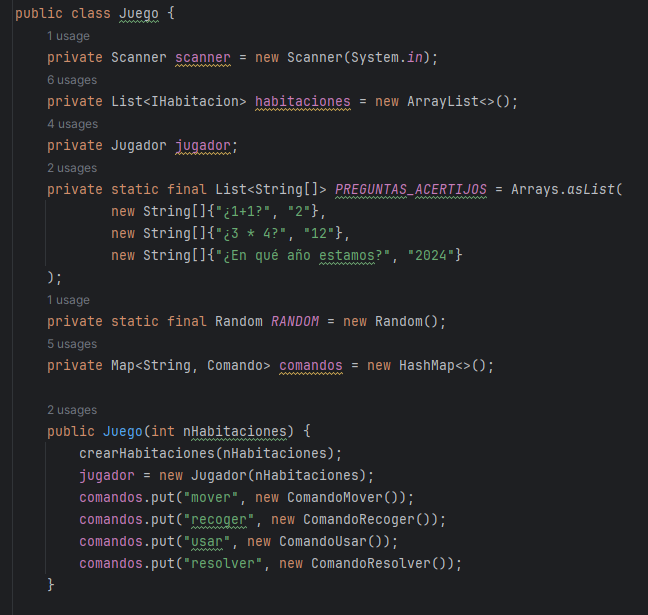 public class Juego {
1 usage
private Scanner scanner = new Scanner(System.in);
6 usages
private List<IHabitacion> habitaciones = new ArrayList<>();
4 usages
private Jugador jugador;
2 usages
private static final List<String[]> PREGUNTAS_ACERTIJOS = Arrays.asList(
new String[]{"¿1+1?", "2"},
new String[]{"¿3 * 4?", "12"},
new String[]{"¿En qué año estamos?", "2024"}
);
1 usage
private static final Random RANDOM = new Random();
5 usages
private Map<String, Comando> comandos = new HashMap<>();
2 usages
public Juego(int nHabitaciones) {
crearHabitaciones(nHabitaciones);
jugador = new Jugador(nHabitaciones);
comandos.put("mover", new ComandoMover());
comandos.put("recoger", new ComandoRecoger());
comandos.put("usar", new ComandoUsar());
comandos.put("resolver", new ComandoResolver());
}